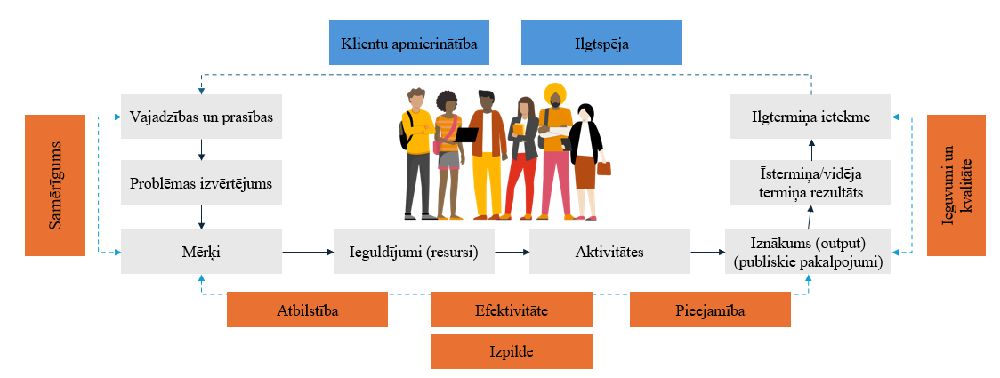 Klientu apmierinātība
Ilgtspēja
Vajadzības un prasības
Ilgtermiņa ietekme
Samērīgums
Ieguvumi un
kvalitāte
Problēmas izvērtējums
Īstermiņa/vidēja
termiņa rezultāts
Mērķi
Ieguldījumi (resursi)
Aktivitātes
Iznākums (output)
(publiskie pakalpojumi)
Atbilstība
Efektivitāte
Pieejamība
Izpilde